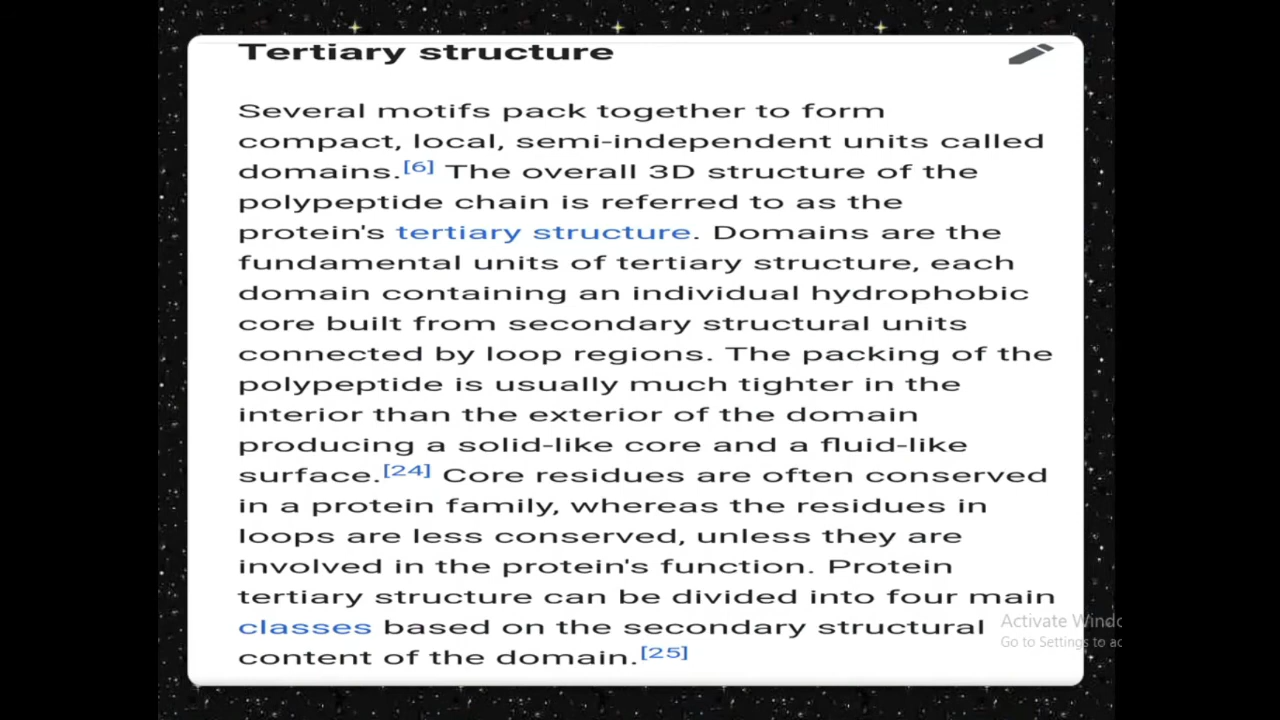 Tertiary structure
Several motifs pack together to form
compact, local, semi-independent units called
domains.[6] The overall 3D structure of the
polypeptide chain is referred to as the
protein's tertiary structure. Domains are the
fundamental units of tertiary structure, each
domain containing an individual hydrophobic
core built from secondary structural units
connected by loop regions. The packing of the
polypeptide is usually much tighter in the
interior than the exterior of the domain
producing a solid-like core and a fluid-like
surface.[24] Core residues are often conserved
in a protein family, whereas the residues in
loops are less conserved, unless they are
involved in the protein's function. Protein
tertiary structure can be divided into four main
classes based on the secondary structural
content of the domain.[25]
Activate
Go to Settings to